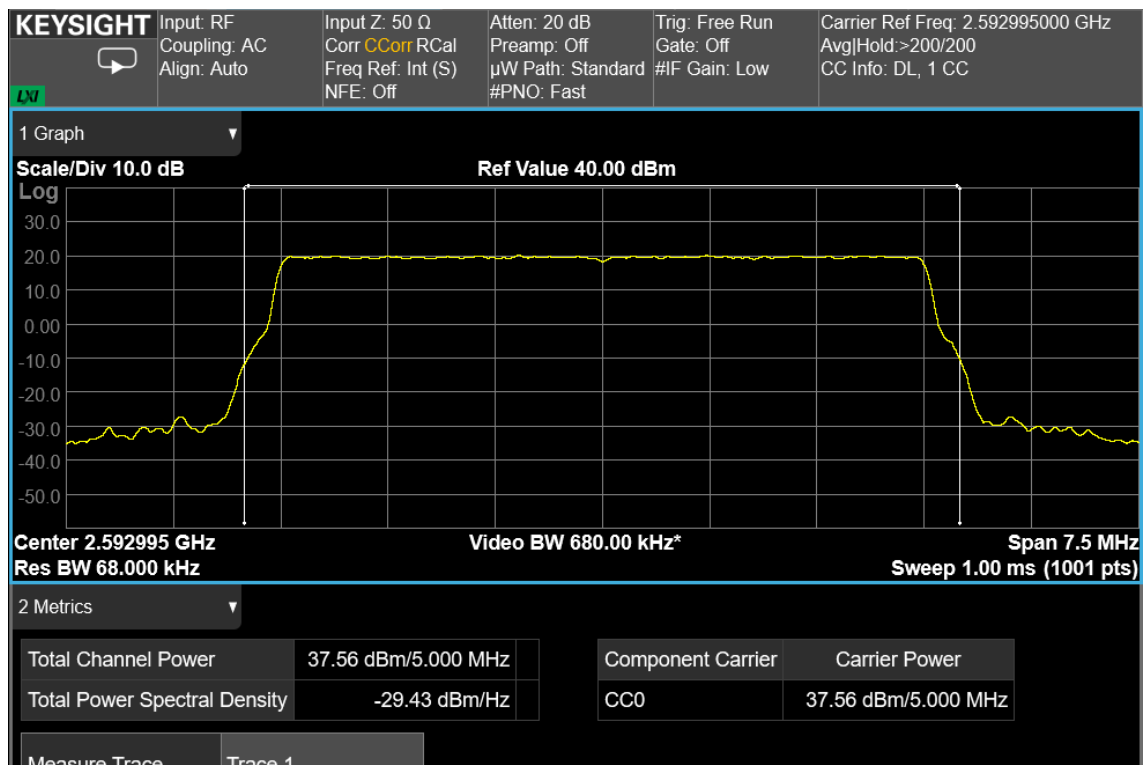 KEYSIGHT Input: RF Input Z: 50 Ω Atten: 20 dB Trig: Free Run Carrier Ref Freq: 2.592995000 GHz
Coupling: AC Corr CCorr RCal Preamp: Off Gate: Off Avg|Hold:>200/200
Align: Auto Freq Ref: Int (S) µW Path: Standard #IF Gain: Low CC Info: DL, 1 CC
LXI NFE: Off #PNO: Fast
1 Graph
Scale/Div 10.0 dB Ref Value 40.00 dBm
Log
30.0
20.0
10.0
0.00
-10.0
-20.0
-30.0
-40.0
-50.0
Center 2.592995 GHz Video BW 680.00 kHz* Span 7.5 MHz
Res BW 68.000 kHz Sweep 1.00 ms (1001 pts)
2 Metrics
Total Channel Power 37.56 dBm/5.000 MHz Component Carrier Carrier Power
Total Power Spectral Density -29.43 dBm/Hz CC0 37.56 dBm/5.000 MHz
Measure Trace Trace 1